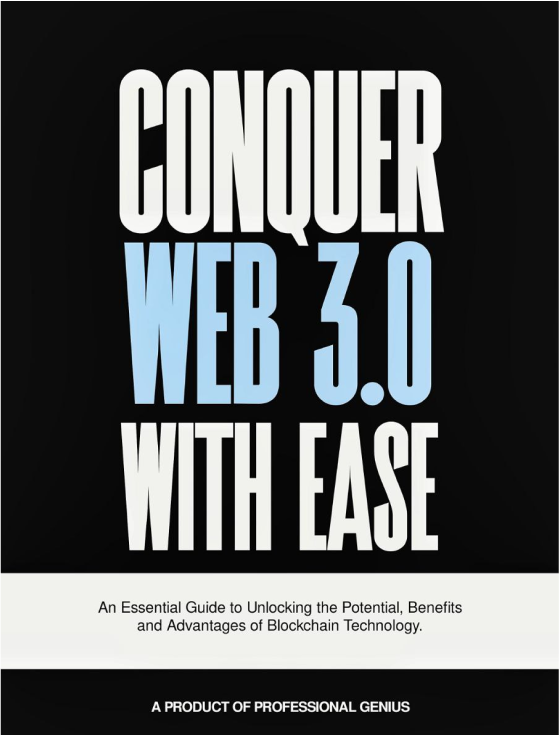 CONQUER
WEB 3.0
WITH EASE
An Essential Guide to Unlocking the Potential, Benefits
and Advantages of Blockchain Technology.
A PRODUCT OF PROFESSIONAL GENIUS